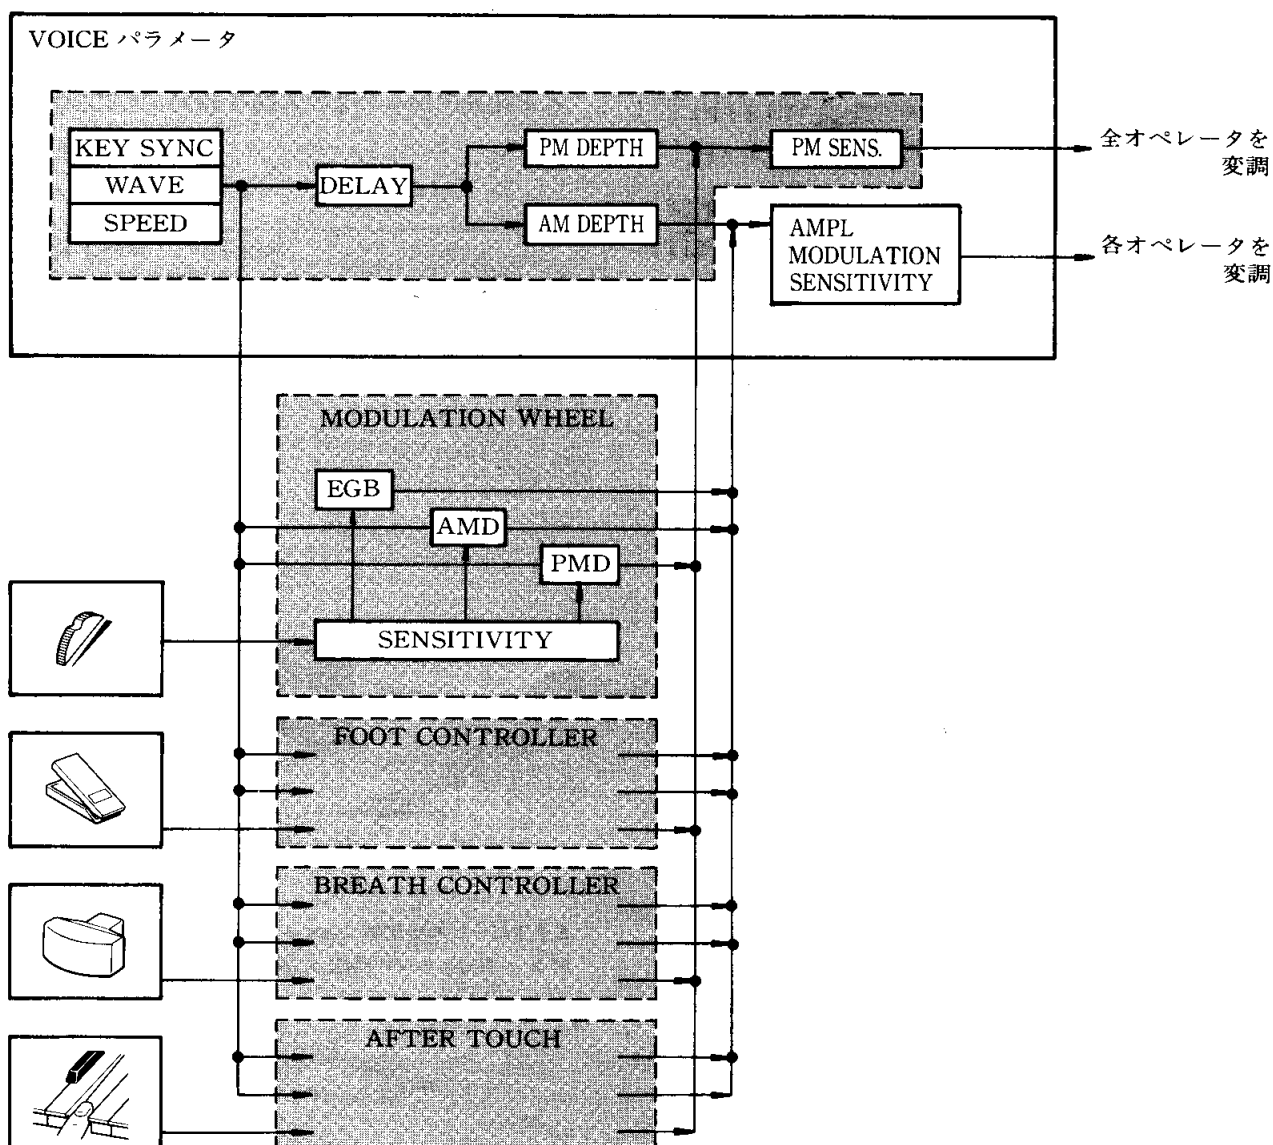 VOICE パラメータ
KEY SYNC
WAVE
SPEED
DELAY
PM DEPTH
AM DEPTH
PM SENS.
AMPL
MODULATION
SENSITIVITY
全オペレータを
変調
各オペレータを
変調
MODULATION WHEEL
EGB
AMD
PMD
SENSITIVITY
FOOT CONTROLLER
BREATH CONTROLLER
AFTER TOUCH